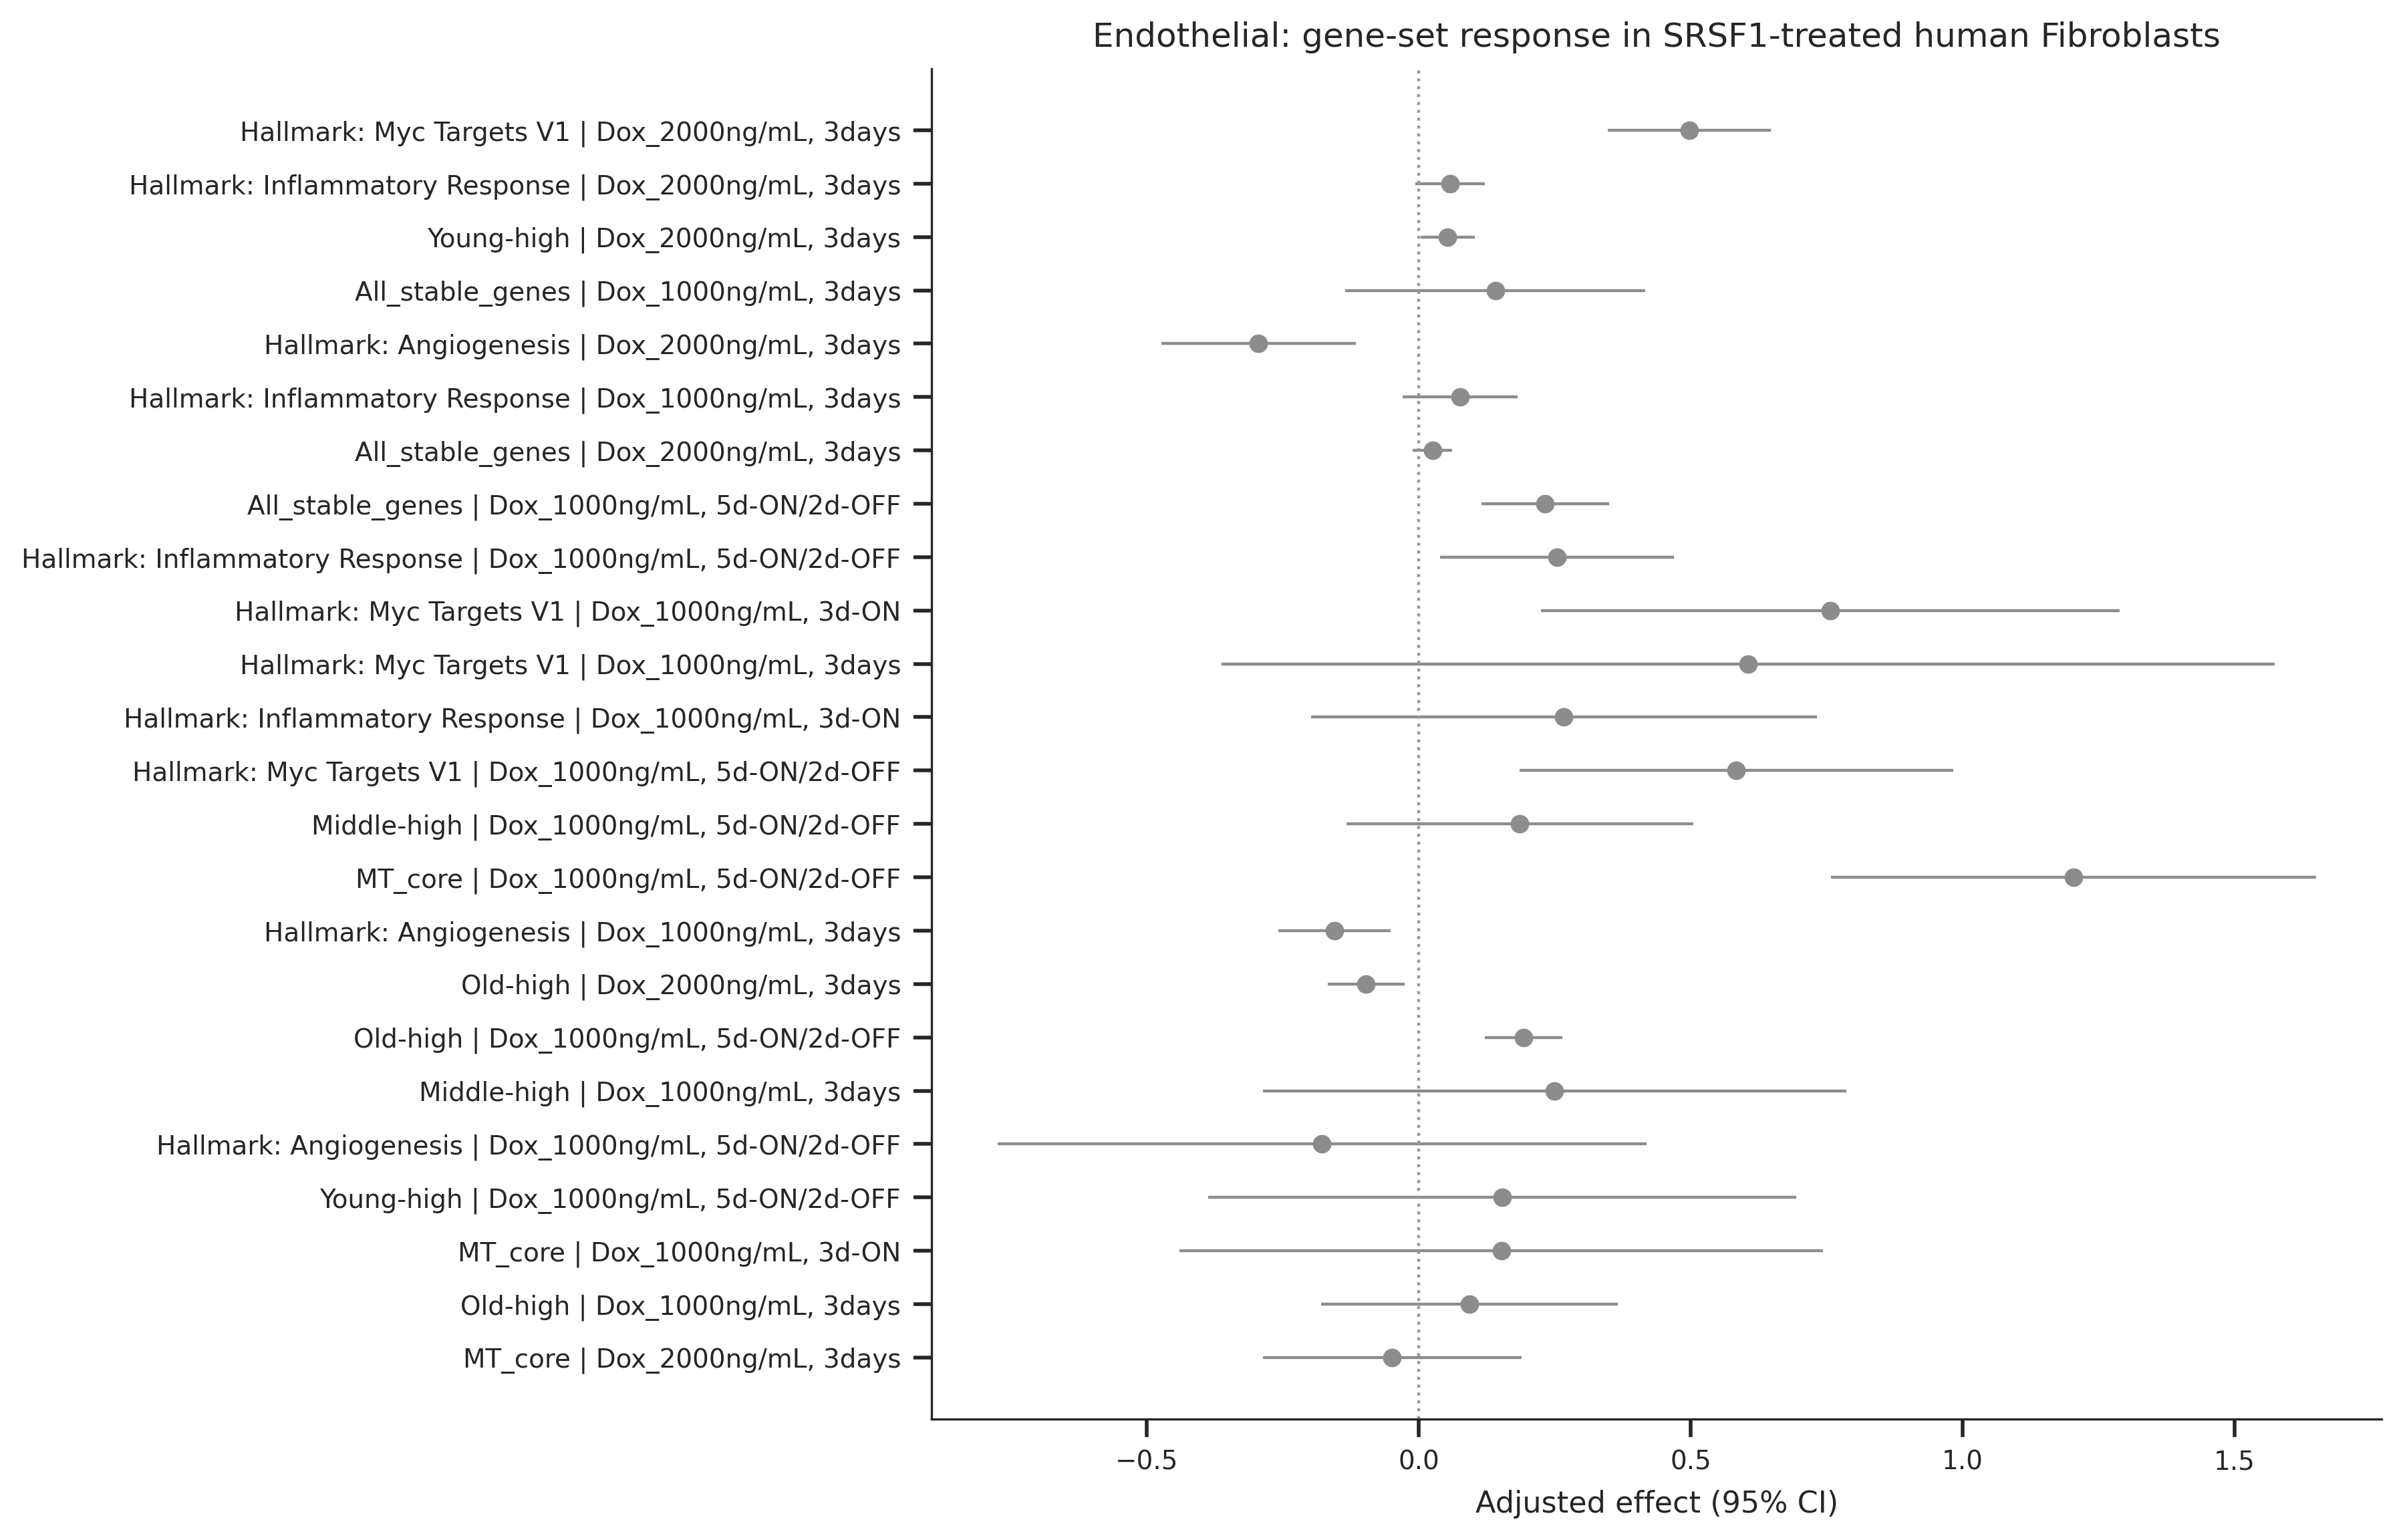 Endothelial: gene-set response in SRSF1-treated human Fibroblasts
Hallmark: Myc Targets V1 | Dox_2000ng/mL, 3days
Hallmark: Inflammatory Response | Dox_2000ng/mL, 3days
Young-high | Dox_2000ng/mL, 3days
All_stable_genes | Dox_1000ng/mL, 3days
Hallmark: Angiogenesis | Dox_2000ng/mL, 3days
Hallmark: Inflammatory Response | Dox_1000ng/mL, 3days
All_stable_genes | Dox_2000ng/mL, 3days
All_stable_genes | Dox_1000ng/mL, 5d-ON/2d-OFF
Hallmark: Inflammatory Response | Dox_1000ng/mL, 5d-ON/2d-OFF
Hallmark: Myc Targets V1 | Dox_1000ng/mL, 3d-ON
Hallmark: Myc Targets V1 | Dox_1000ng/mL, 3days
Hallmark: Inflammatory Response | Dox_1000ng/mL, 3d-ON
Hallmark: Myc Targets V1 | Dox_1000ng/mL, 5d-ON/2d-OFF
Middle-high | Dox_1000ng/mL, 5d-ON/2d-OFF
MT_core | Dox_1000ng/mL, 5d-ON/2d-OFF
Hallmark: Angiogenesis | Dox_1000ng/mL, 3days
Old-high | Dox_2000ng/mL, 3days
Old-high | Dox_1000ng/mL, 5d-ON/2d-OFF
Middle-high | Dox_1000ng/mL, 3days
Hallmark: Angiogenesis | Dox_1000ng/mL, 5d-ON/2d-OFF
Young-high | Dox_1000ng/mL, 5d-ON/2d-OFF
MT_core | Dox_1000ng/mL, 3d-ON
Old-high | Dox_1000ng/mL, 3days
MT_core | Dox_2000ng/mL, 3days
−0.5 0.0 0.5 1.0 1.5
Adjusted effect (95% CI)